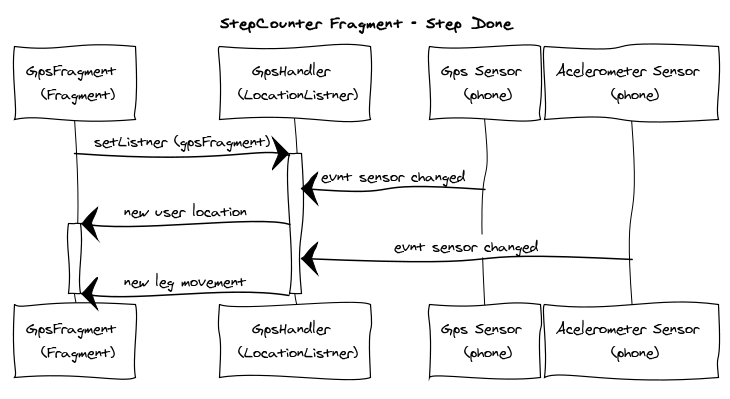 StepCounter Fragment - Step Done
GpsFragment
(Fragment)
GpsHandler
(LocationListner)
Gps Sensor
(phone)
Acelerometer Sensor
(phone)
setListner (gpsFragment)
evnt sensor changed
new user location
evnt sensor changed
new leg movement
GpsFragment
(Fragment)
GpsHandler
(LocationListner)
Gps Sensor
(phone)
Acelerometer Sensor
(phone)